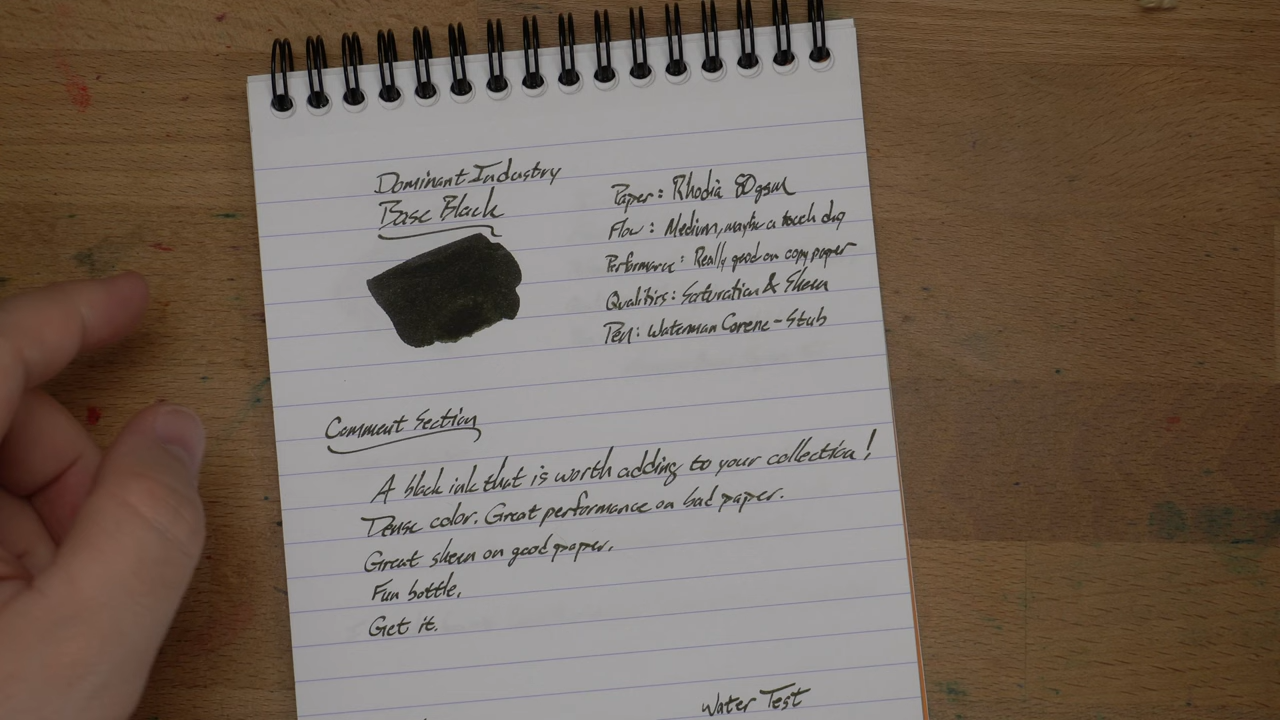 Dominant Industry
Base Black
Paper: Rhodia 80gsm
Flow: Medium, maybe a touch dry
Performance: Really good on copy paper
Qualities: Saturation & Sheen
Pen: Waterman Carene - Stub
Comment Section
A black ink that is worth adding to your collection!
Dense color. Great performance on bad paper.
Great sheen on good paper.
Fun bottle.
Get it.
Water Test